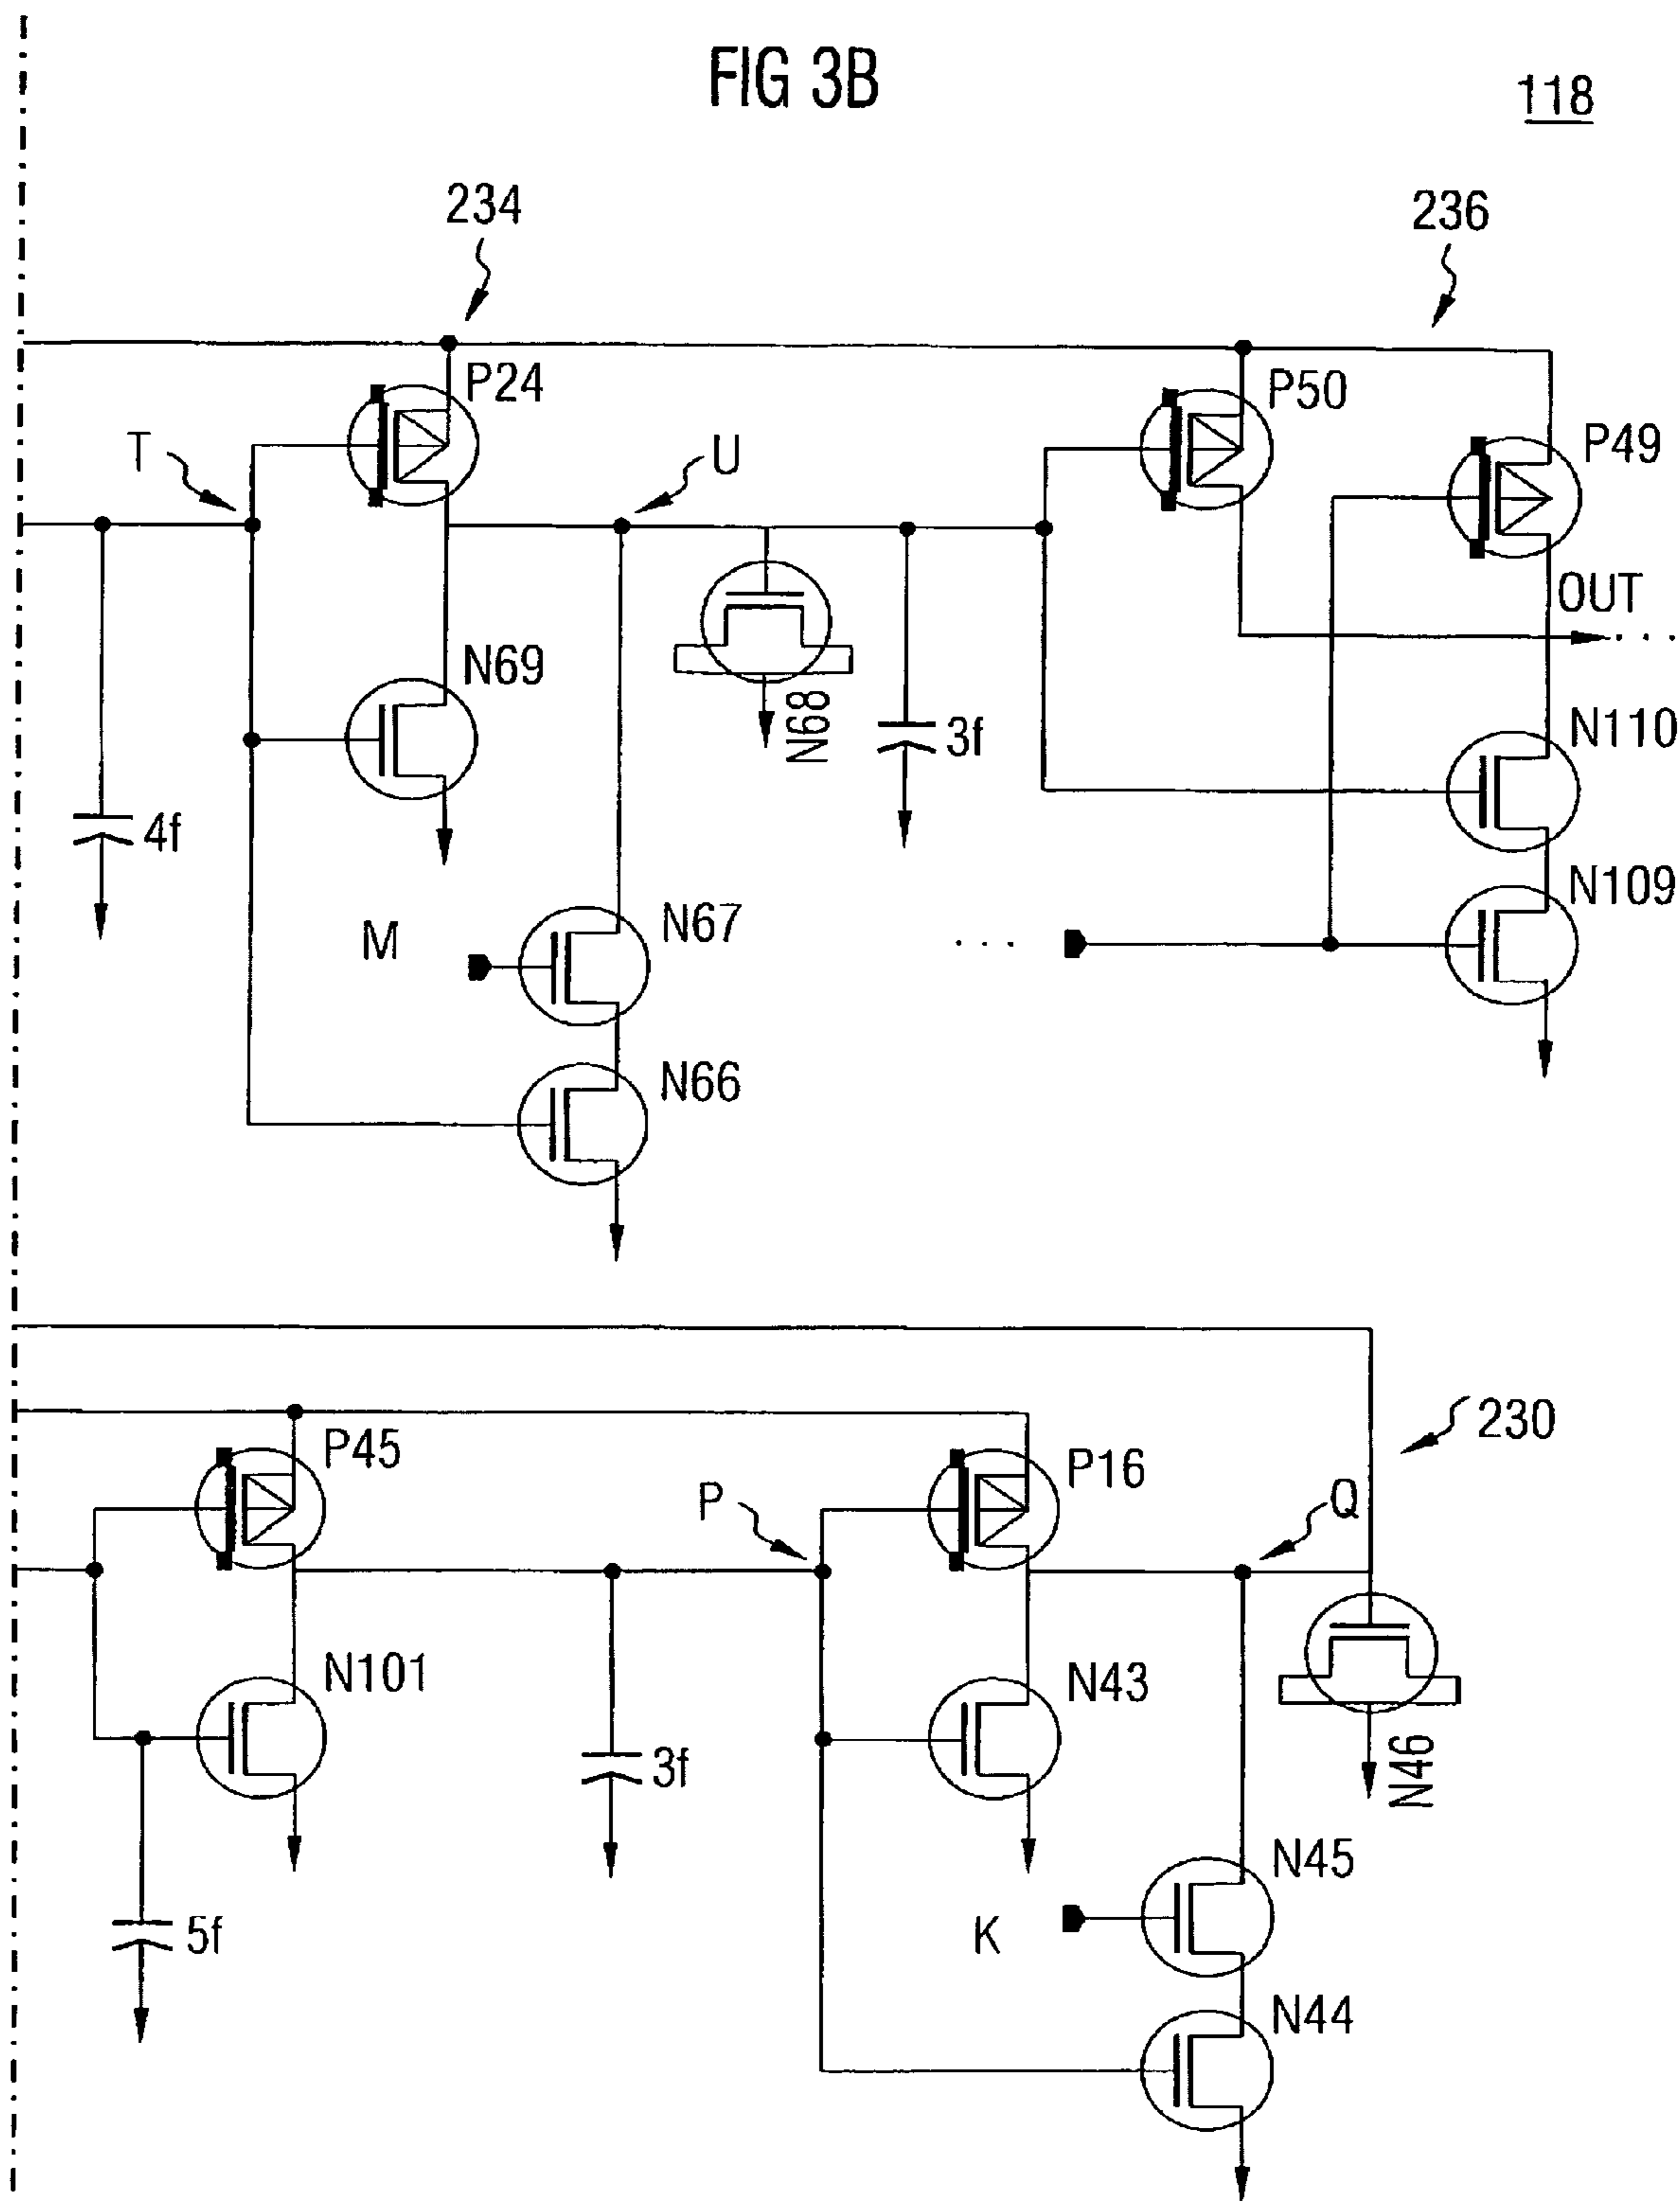 FIG 3B
118
234
236
P24
P50
P49
T
U
OUT
N69
N68
3f
N110
4f
N109
M
N67
...
N66
230
P45
P16
P
Q
N101
N43
3f
N46
N45
5f
K
N44